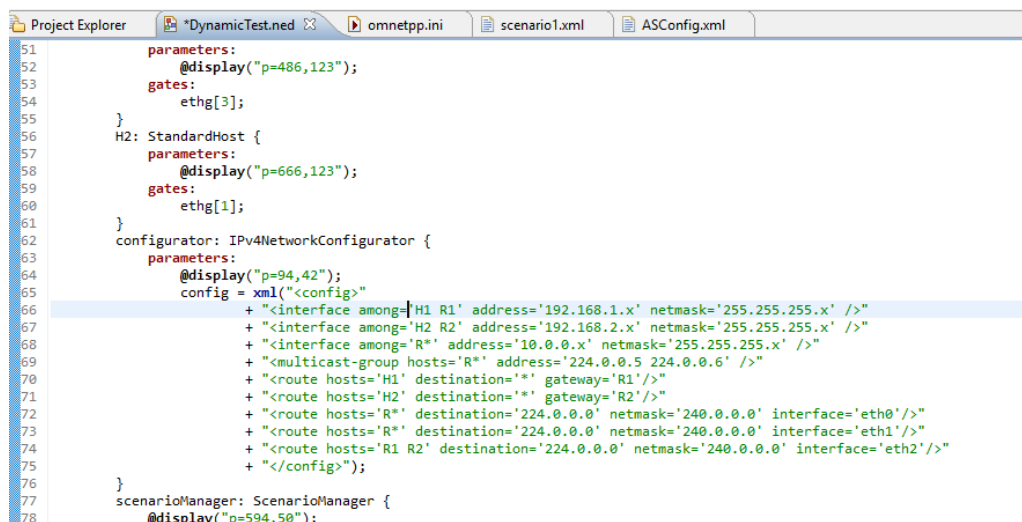 Project Explorer *DynamicTest.ned omnetpp.ini scenario1.xml ASConfig.xml
51 parameters:
52 @display("p=486,123");
53 gates:
54 ethg[3];
55 }
56 H2: StandardHost {
57 parameters:
58 @display("p=666,123");
59 gates:
60 ethg[1];
61 }
62 configurator: IPv4NetworkConfigurator {
63 parameters:
64 @display("p=94,42");
65 config = xml("<config>"
66 + "<interface among='H1 R1' address='192.168.1.x' netmask='255.255.255.x' />"
67 + "<interface among='H2 R2' address='192.168.2.x' netmask='255.255.255.x' />"
68 + "<interface among='R*' address='10.0.0.x' netmask='255.255.255.x' />"
69 + "<multicast-group hosts='R*' address='224.0.0.5 224.0.0.6' />"
70 + "<route hosts='H1' destination='*' gateway='R1'/>"
71 + "<route hosts='H2' destination='*' gateway='R2'/>"
72 + "<route hosts='R*' destination='224.0.0.0' netmask='240.0.0.0' interface='eth0'/>"
73 + "<route hosts='R*' destination='224.0.0.0' netmask='240.0.0.0' interface='eth1'/>"
74 + "<route hosts='R1 R2' destination='224.0.0.0' netmask='240.0.0.0' interface='eth2'/>"
75 + "</config>");
76 }
77 scenarioManager: ScenarioManager {
78 @display("p=594,50");